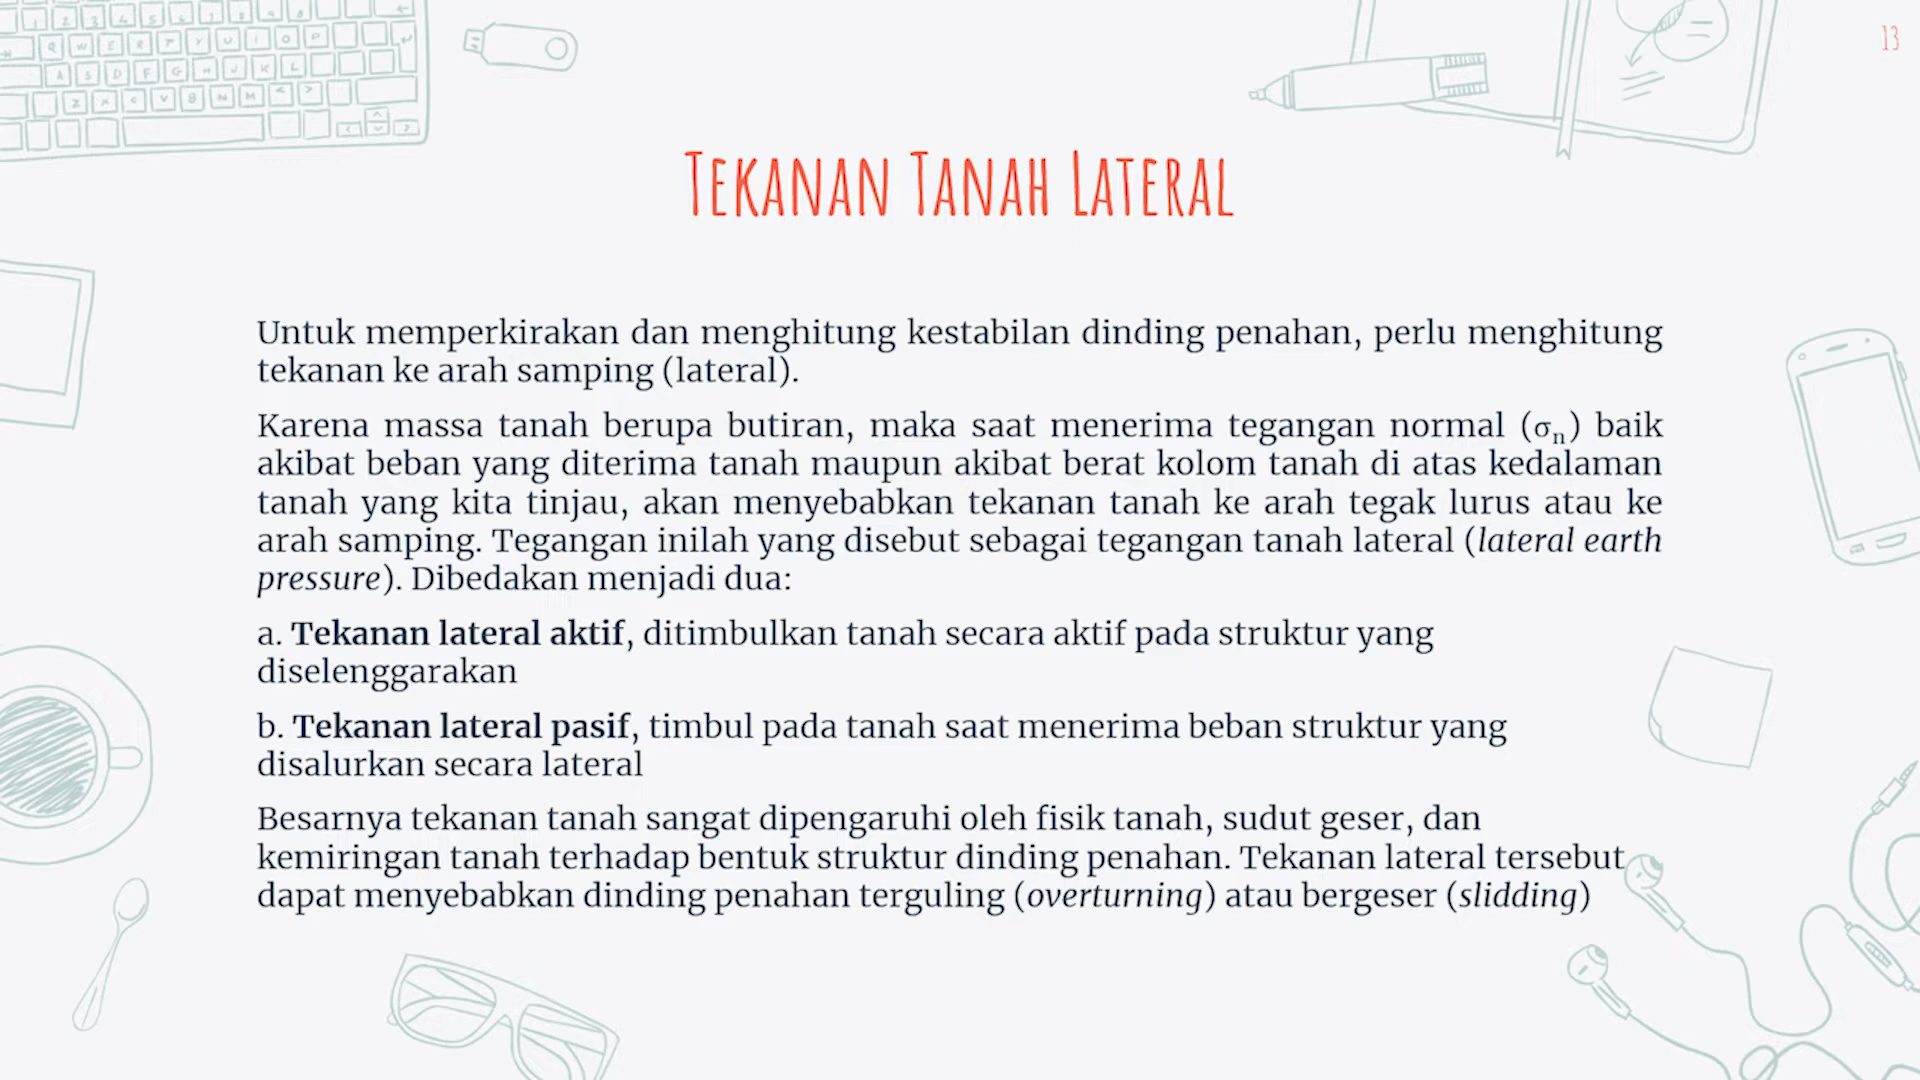 13
TEKANAN TANAH LATERAL
Untuk memperkirakan dan menghitung kestabilan dinding penahan, perlu menghitung
tekanan ke arah samping (lateral).
Karena massa tanah berupa butiran, maka saat menerima tegangan normal (σₙ) baik
akibat beban yang diterima tanah maupun akibat berat kolom tanah di atas kedalaman
tanah yang kita tinjau, akan menyebabkan tekanan tanah ke arah tegak lurus atau ke
arah samping. Tegangan inilah yang disebut sebagai tegangan tanah lateral (lateral earth
pressure). Dibedakan menjadi dua:
a. Tekanan lateral aktif, ditimbulkan tanah secara aktif pada struktur yang
diselenggarakan
b. Tekanan lateral pasif, timbul pada tanah saat menerima beban struktur yang
disalurkan secara lateral
Besarnya tekanan tanah sangat dipengaruhi oleh fisik tanah, sudut geser, dan
kemiringan tanah terhadap bentuk struktur dinding penahan. Tekanan lateral tersebut
dapat menyebabkan dinding penahan terguling (overturning) atau bergeser (slidding)